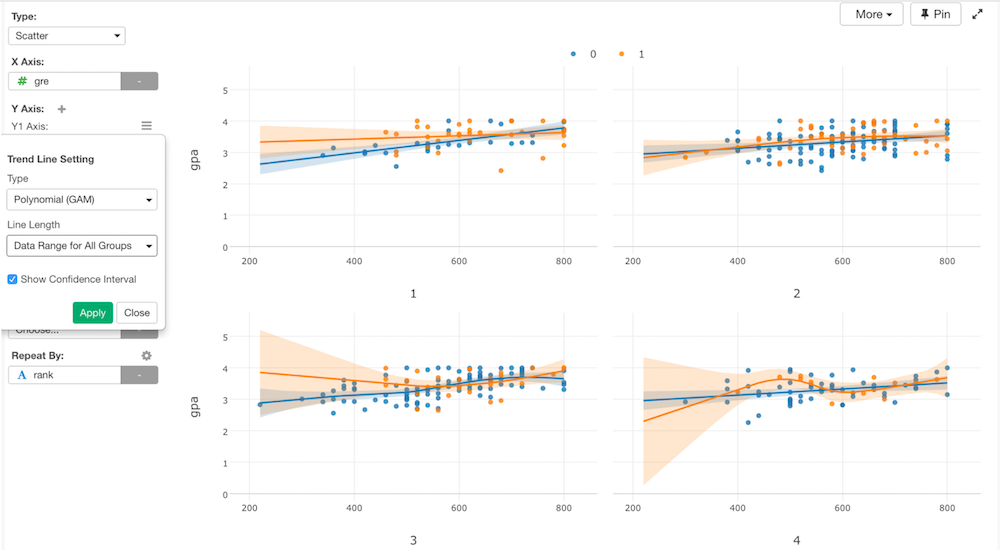 Type:
Scatter
X Axis:
# gre -
Y Axis: +
Y1 Axis:
Trend Line Setting
Type
Polynomial (GAM)
Line Length
Data Range for All Groups
Show Confidence Interval
Apply Close
Choose... -
Repeat By:
A rank -
More Pin
0 1
gpa
5
4
3
2
1
0
200 400 600 800
1
200 400 600 800
2
gpa
5
4
3
2
1
0
200 400 600 800
3
200 400 600 800
4